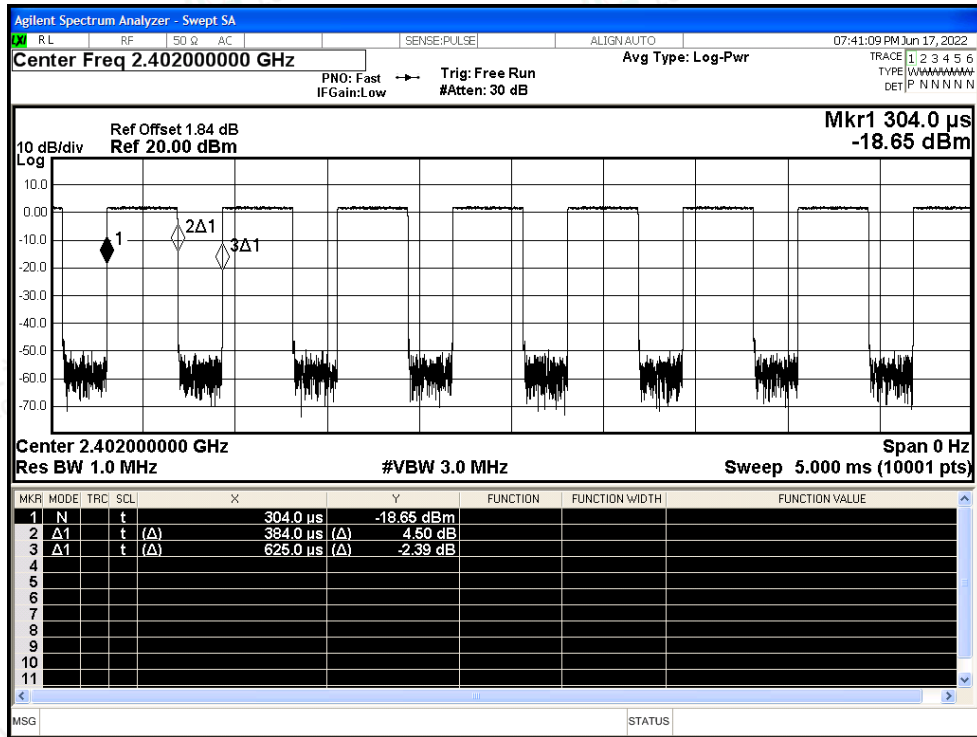 Agilent Spectrum Analyzer - Swept SA
LXI RL RF 50 Ω AC SENSE:PULSE ALIGN AUTO 07:41:09 PM Jun 17, 2022
Center Freq 2.402000000 GHz
PNO: Fast
IFGain:Low
Trig: Free Run
#Atten: 30 dB
Avg Type: Log-Pwr
TRACE 1 2 3 4 5 6
TYPE W
DET P N N N N N
Mkr1 304.0 µs
-18.65 dBm
Ref Offset 1.84 dB
10 dB/div Ref 20.00 dBm
Log
10.0
0.00
-10.0
-20.0
-30.0
-40.0
-50.0
-60.0
-70.0
1
2Δ1
3Δ1
Center 2.402000000 GHz Span 0 Hz
Res BW 1.0 MHz #VBW 3.0 MHz Sweep 5.000 ms (10001 pts)
MKR MODE TRC SCL X Y FUNCTION FUNCTION WIDTH FUNCTION VALUE
1 N t 304.0 µs -18.65 dBm
2 Δ1 t (Δ) 384.0 µs (Δ) 4.50 dB
3 Δ1 t (Δ) 625.0 µs (Δ) -2.39 dB
4
5
6
7
8
9
10
11
MSG STATUS